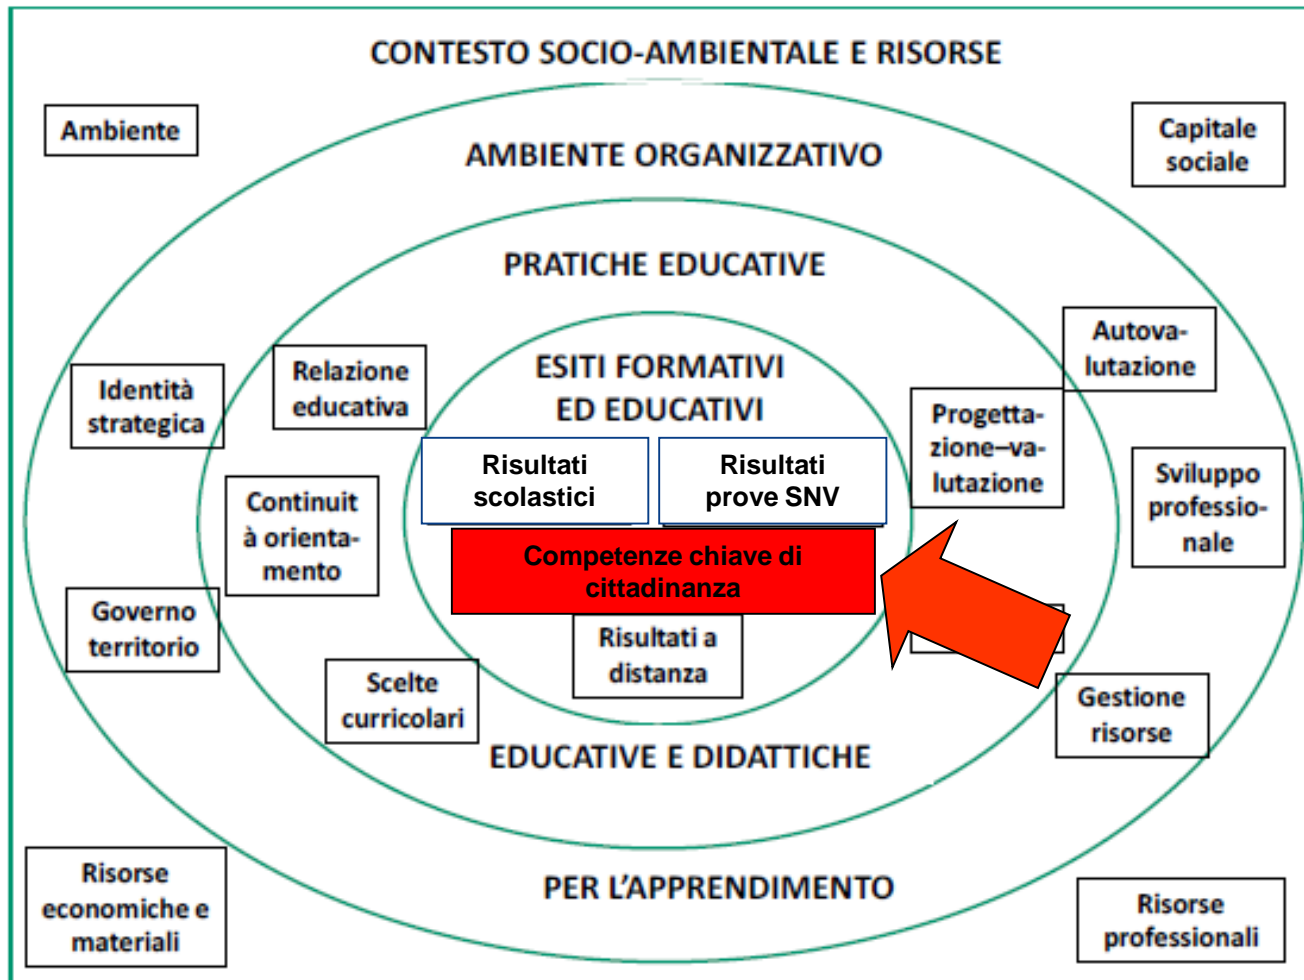 CONTESTO SOCIO-AMBIENTALE E RISORSE
Ambiente
Capitale
sociale
AMBIENTE ORGANIZZATIVO
PRATICHE EDUCATIVE
Autova-
lutazione
Identità
strategica
Relazione
educativa
ESITI FORMATIVI
ED EDUCATIVI
Progetta-
zione–va-
lutazione
Risultati
scolastici
Risultati
prove SNV
Sviluppo
professio-
nale
Continuit
à orienta-
mento
Competenze chiave di
cittadinanza
Governo
territorio
Risultati a
distanza
Scelte
curricolari
Gestione
risorse
EDUCATIVE E DIDATTICHE
PER L’APPRENDIMENTO
Risorse
economiche e
materiali
Risorse
professionali